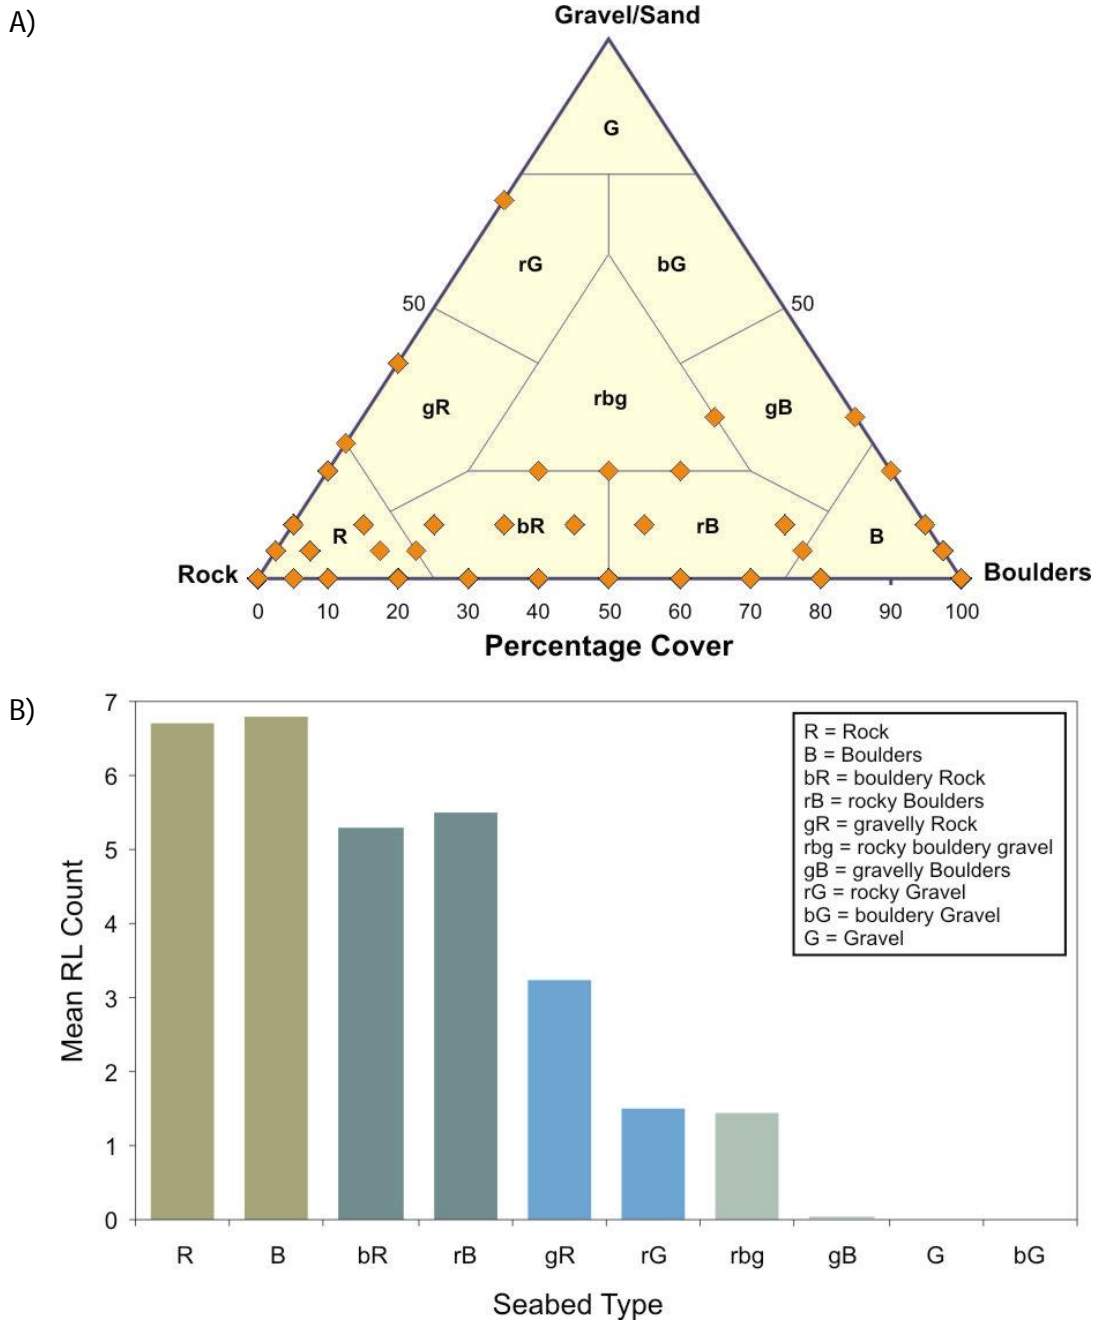 A)
Gravel/Sand
G
rG
bG
50
50
gR
rbg
gB
R
bR
rB
B
Rock
Boulders
0 10 20 30 40 50 60 70 80 90 100
Percentage Cover
B)
7
6
5
4
3
2
1
0
Mean RL Count
R = Rock
B = Boulders
bR = bouldery Rock
rB = rocky Boulders
gR = gravelly Rock
rbg = rocky bouldery gravel
gB = gravelly Boulders
rG = rocky Gravel
bG = bouldery Gravel
G = Gravel
R B bR rB gR rG rbg gB G bG
Seabed Type